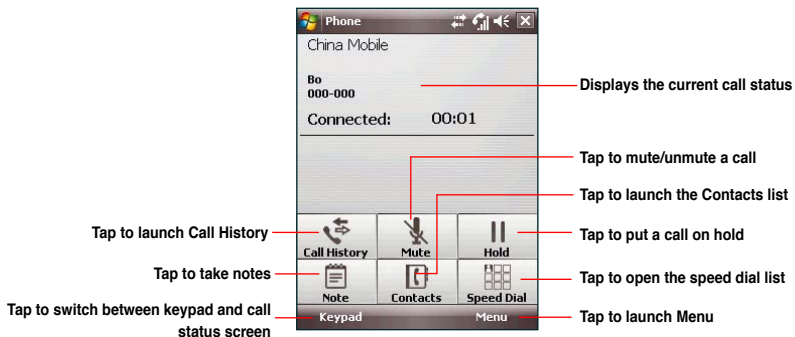 Phone
China Mobile
Bo
000-000
Connected: 00:01
Displays the current call status
Tap to mute/unmute a call
Tap to launch the Contacts list
Tap to launch Call History
Call History
Mute
Hold
Tap to put a call on hold
Tap to take notes
Note
Contacts
Speed Dial
Tap to open the speed dial list
Tap to switch between keypad and call
status screen
Keypad
Menu
Tap to launch Menu